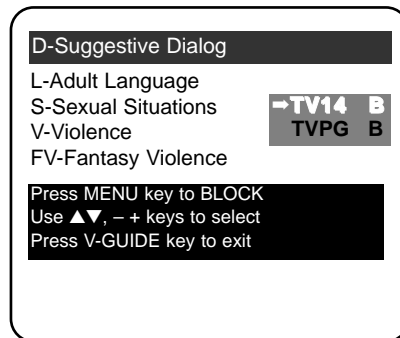 D-Suggestive Dialog
L-Adult Language
S-Sexual Situations ➡TV14 B
V-Violence TVPG B
FV-Fantasy Violence
Press MENU key to BLOCK
Use ▲▼, – + keys to select
Press V-GUIDE key to exit